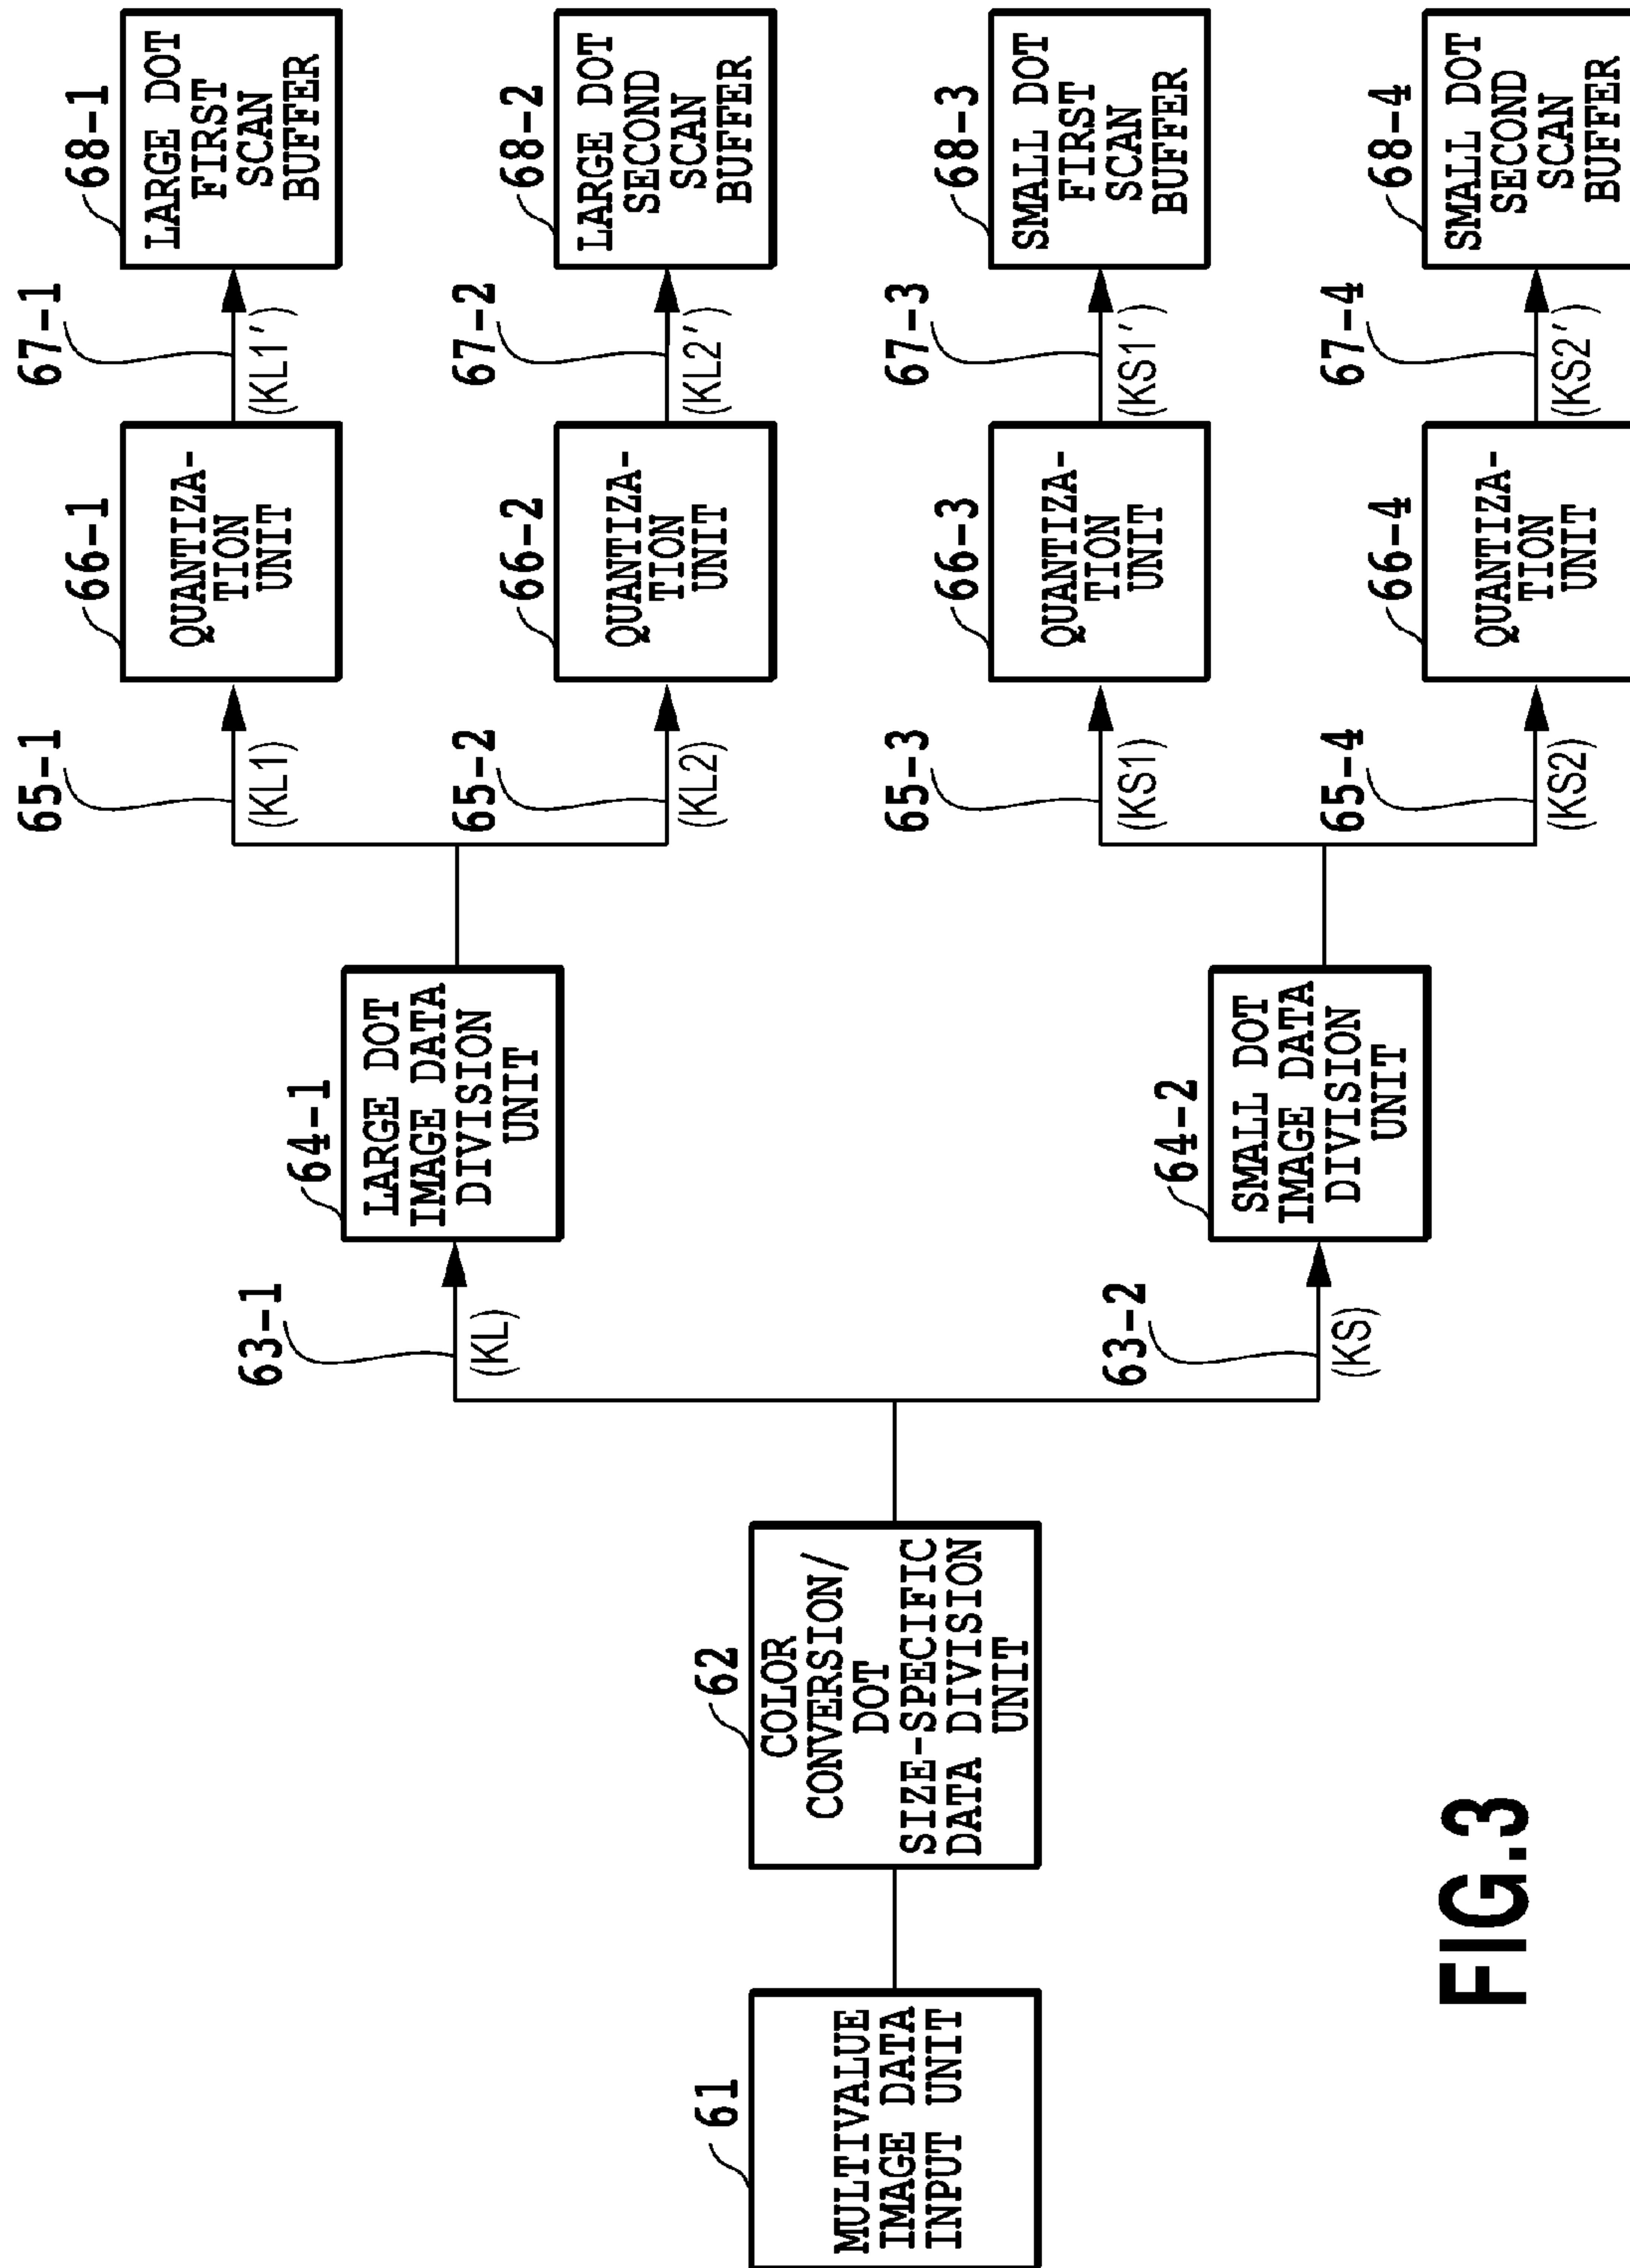 61
MULTIVALUE
IMAGE DATA
INPUT UNIT
62
COLOR
CONVERSION/
DOT
SIZE-SPECIFIC
DATA DIVISION
UNIT
63-1
(KL)
64-1
LARGE DOT
IMAGE DATA
DIVISION
UNIT
65-1
(KL1)
66-1
QUANTIZA-
TION
UNIT
67-1
(KL1')
68-1
LARGE DOT
FIRST
SCAN
BUFFER
65-2
(KL2)
66-2
QUANTIZA-
TION
UNIT
67-2
(KL2')
68-2
LARGE DOT
SECOND
SCAN
BUFFER
63-2
(KS)
64-2
SMALL DOT
IMAGE DATA
DIVISION
UNIT
65-3
(KS1)
66-3
QUANTIZA-
TION
UNIT
67-3
(KS1')
68-3
SMALL DOT
FIRST
SCAN
BUFFER
65-4
(KS2)
66-4
QUANTIZA-
TION
UNIT
67-4
(KS2')
68-4
SMALL DOT
SECOND
SCAN
BUFFER
FIG.3